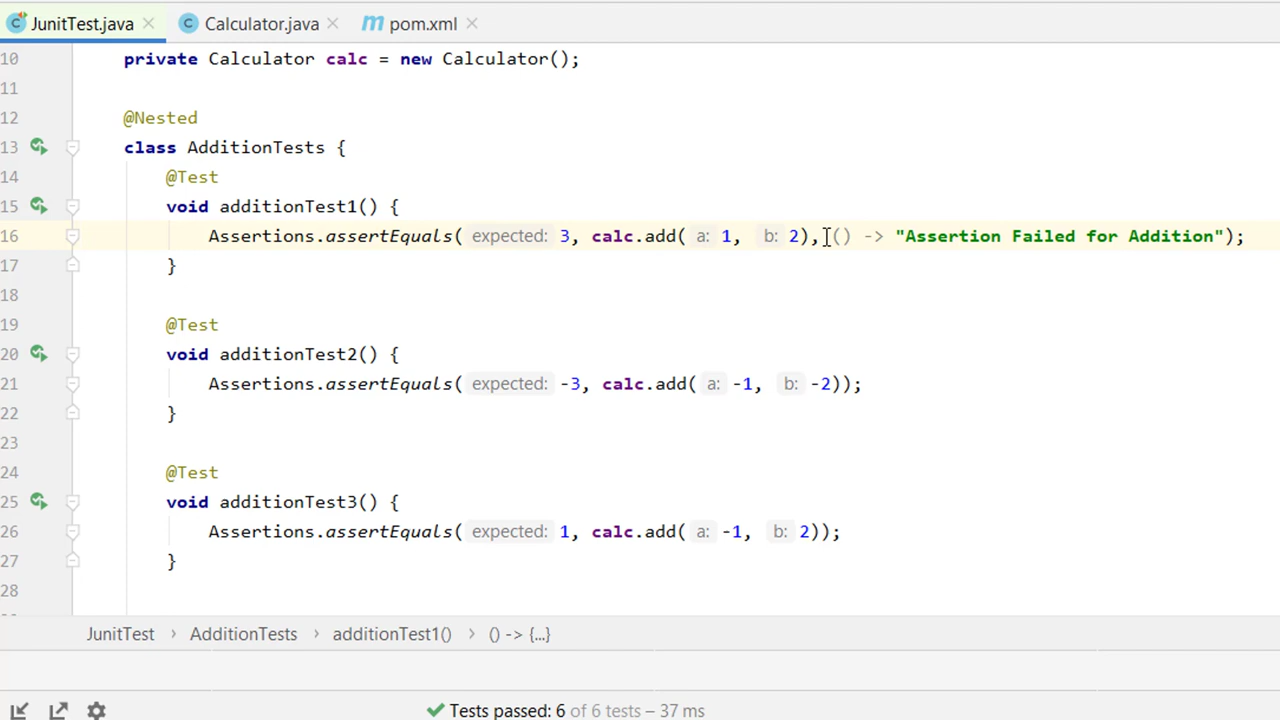 JunitTest.java Calculator.java pom.xml
10 private Calculator calc = new Calculator();
11
12 @Nested
13 class AdditionTests {
14 @Test
15 void additionTest1() {
16 Assertions.assertEquals( expected: 3, calc.add( a: 1, b: 2), () -> "Assertion Failed for Addition");
17 }
18
19 @Test
20 void additionTest2() {
21 Assertions.assertEquals( expected: -3, calc.add( a: -1, b: -2));
22 }
23
24 @Test
25 void additionTest3() {
26 Assertions.assertEquals( expected: 1, calc.add( a: -1, b: 2));
27 }
28
JunitTest › AdditionTests › additionTest1() › () -> {...}
Tests passed: 6 of 6 tests – 37 ms